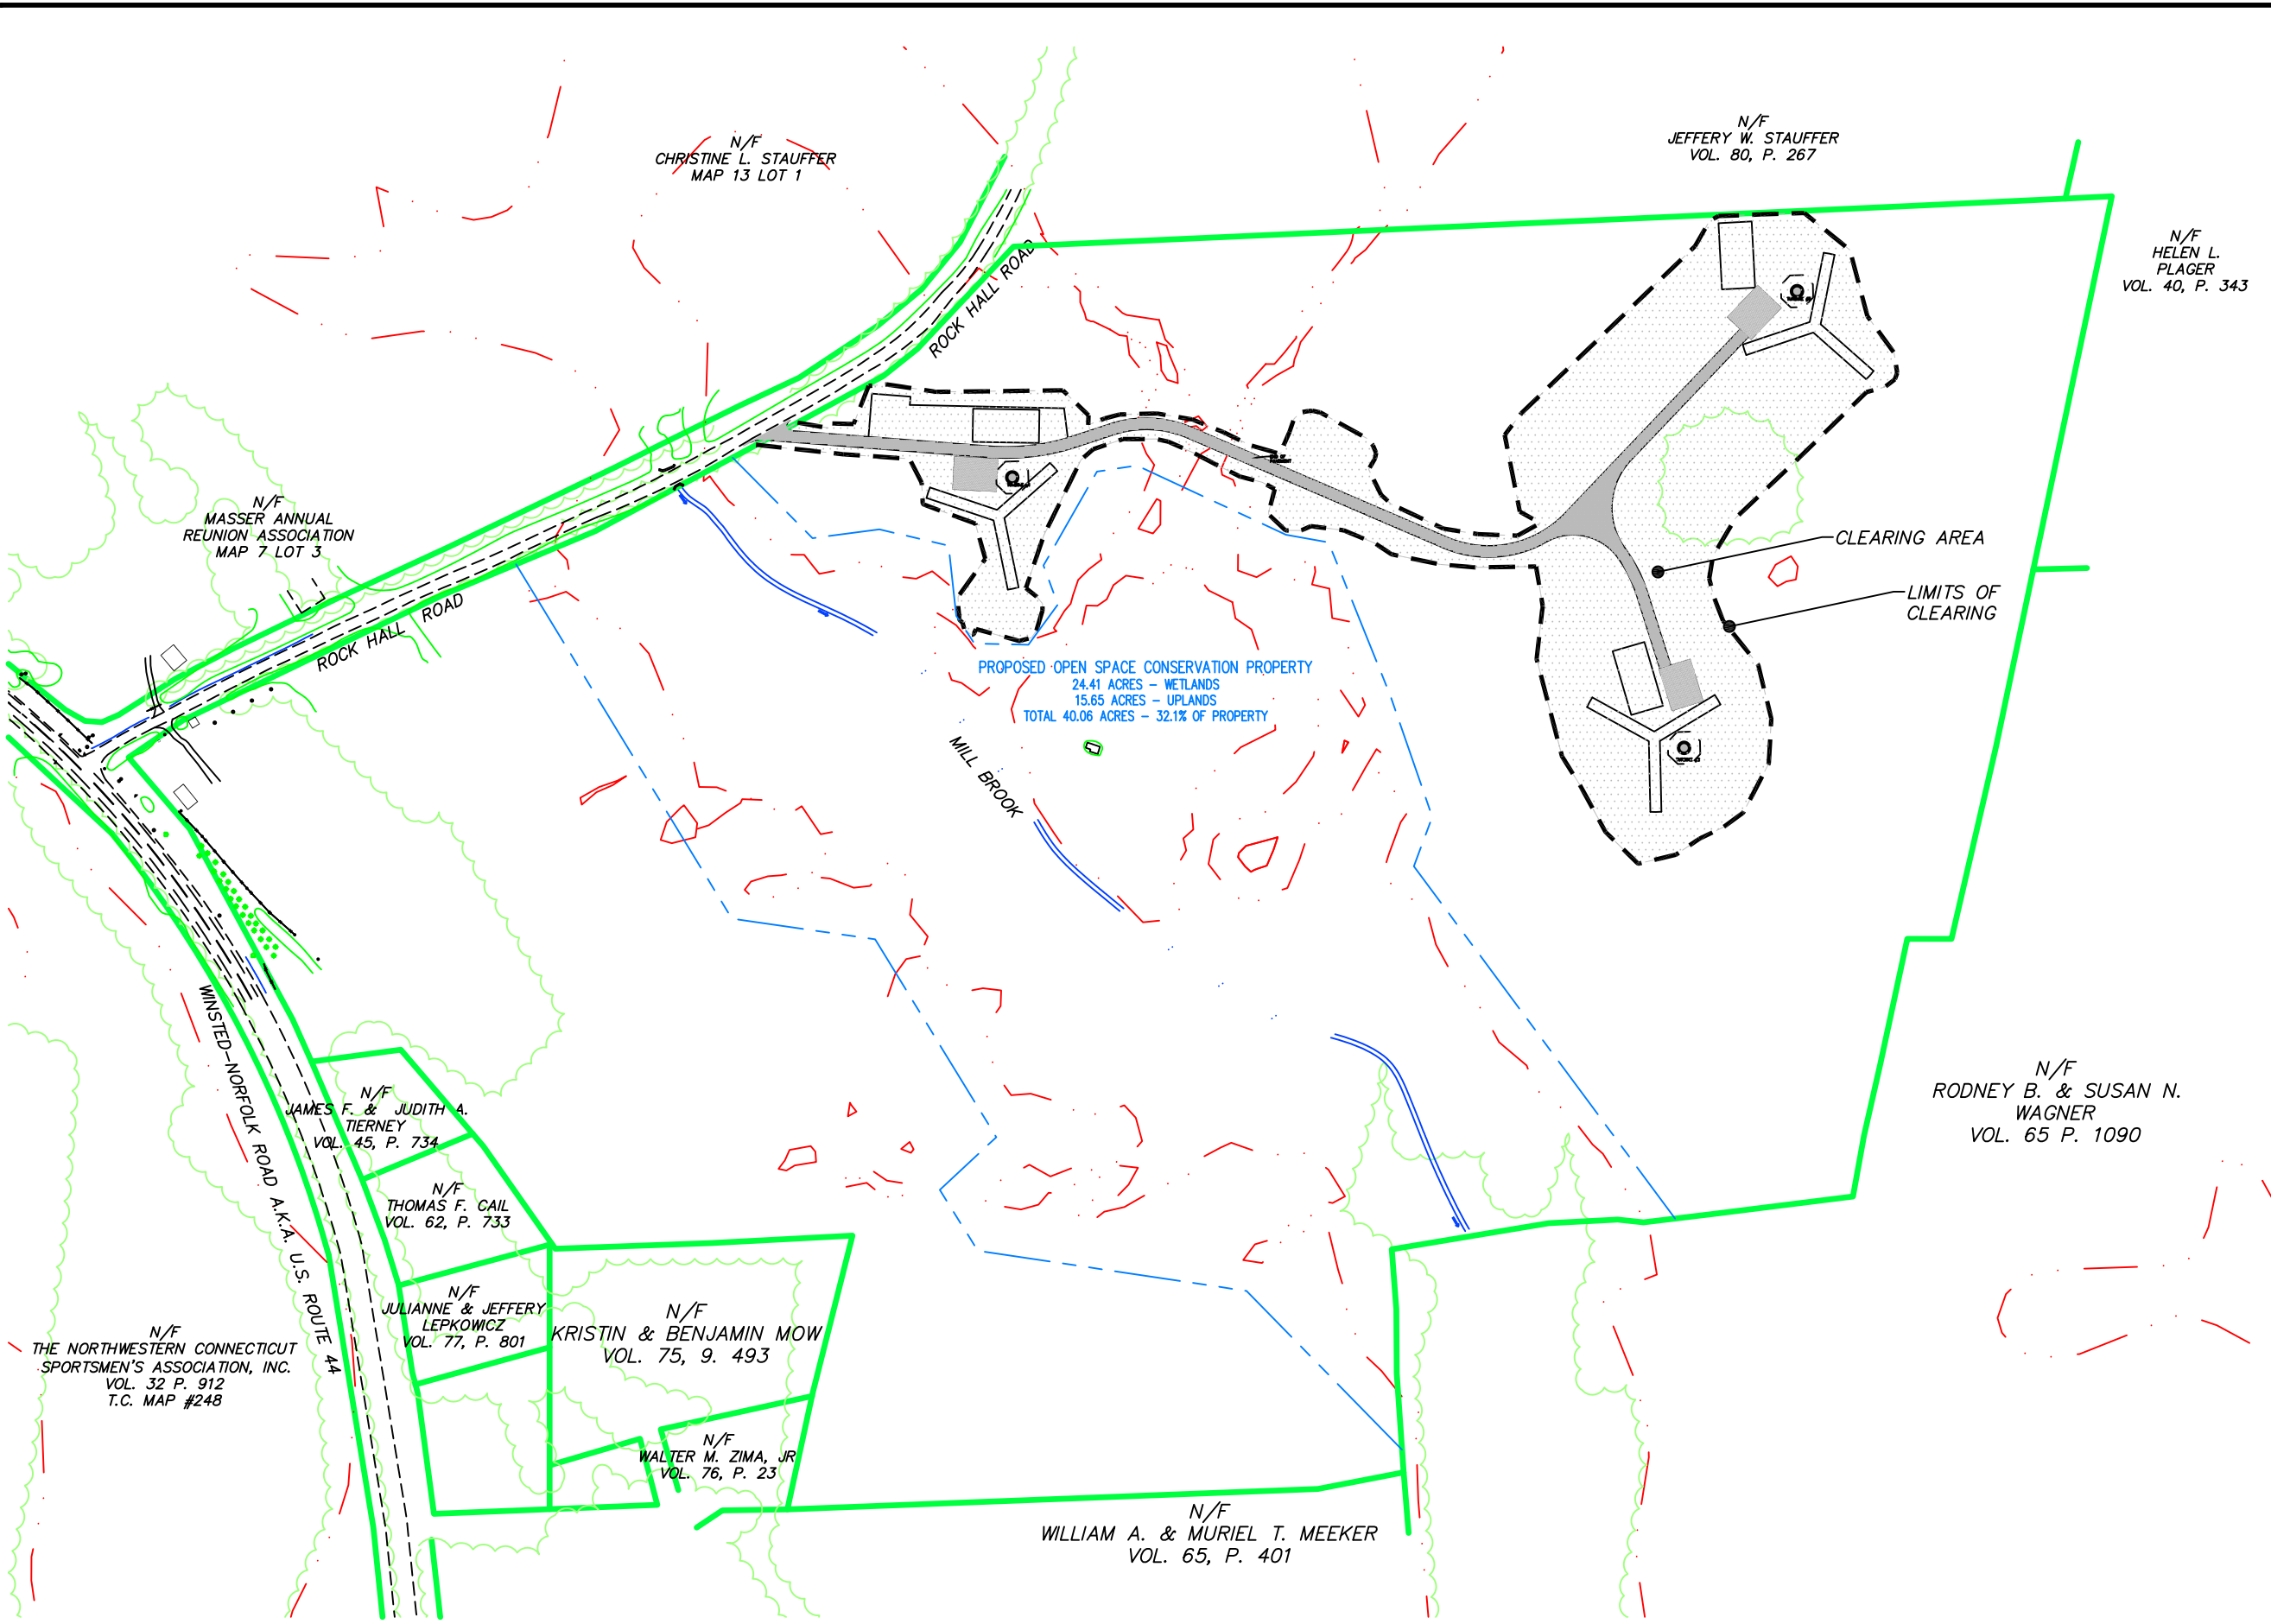 N/F
CHRISTINE L. STAUFFER
MAP 13 LOT 1
N/F
JEFFERY W. STAUFFER
VOL. 80, P. 267
N/F
HELEN L.
PLAGER
VOL. 40, P. 343
ROCK HALL ROAD
N/F
MASSER ANNUAL
REUNION ASSOCIATION
MAP 7 LOT 3
CLEARING AREA
LIMITS OF
CLEARING
ROCK HALL ROAD
PROPOSED OPEN SPACE CONSERVATION PROPERTY
24.41 ACRES – WETLANDS
15.65 ACRES – UPLANDS
TOTAL 40.06 ACRES – 32.1% OF PROPERTY
MILL BROOK
WINSTED–NORFOLK ROAD A.K.A. U.S. ROUTE 44
N/F
JAMES F. & JUDITH A.
TIERNEY
VOL. 45, P. 734
N/F
RODNEY B. & SUSAN N.
WAGNER
VOL. 65 P. 1090
N/F
THOMAS F. CAIL
VOL. 62, P. 733
N/F
JULIANNE & JEFFERY
LEPKOWICZ
VOL. 77, P. 801
N/F
KRISTIN & BENJAMIN MOW
VOL. 75, 9. 493
N/F
THE NORTHWESTERN CONNECTICUT
SPORTSMEN'S ASSOCIATION, INC.
VOL. 32 P. 912
T.C. MAP #248
N/F
WALTER M. ZIMA, JR
VOL. 76, P. 23
N/F
WILLIAM A. & MURIEL T. MEEKER
VOL. 65, P. 401